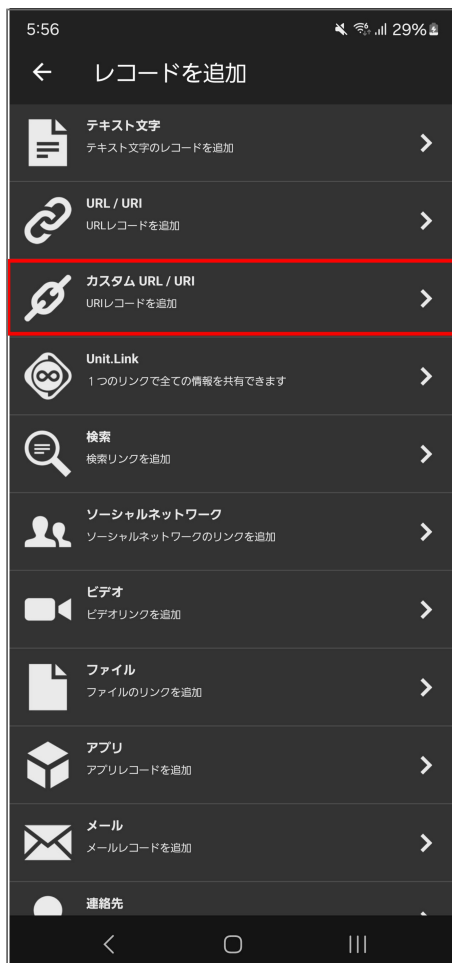 5:56
29%
レコードを追加
テキスト文字
テキスト文字のレコードを追加
URL / URI
URLレコードを追加
カスタム URL / URI
URIレコードを追加
Unit.Link
1つのリンクで全ての情報を共有できます
検索
検索リンクを追加
ソーシャルネットワーク
ソーシャルネットワークのリンクを追加
ビデオ
ビデオリンクを追加
ファイル
ファイルのリンクを追加
アプリ
アプリレコードを追加
メール
メールレコードを追加
連絡先